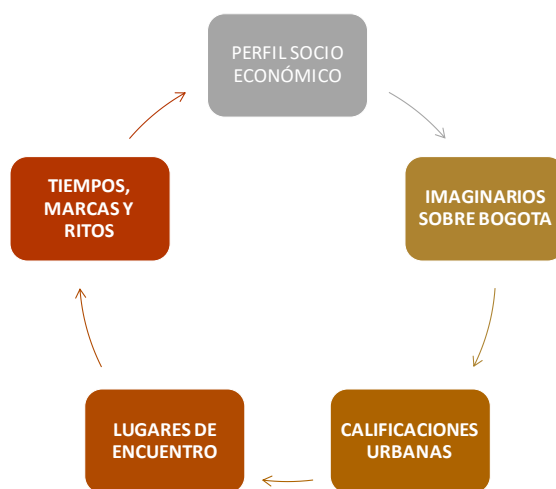 PERFIL SOCIO
ECONÓMICO
IMAGINARIOS
SOBRE BOGOTA
CALIFICACIONES
URBANAS
LUGARES DE
ENCUENTRO
TIEMPOS,
MARCAS Y
RITOS